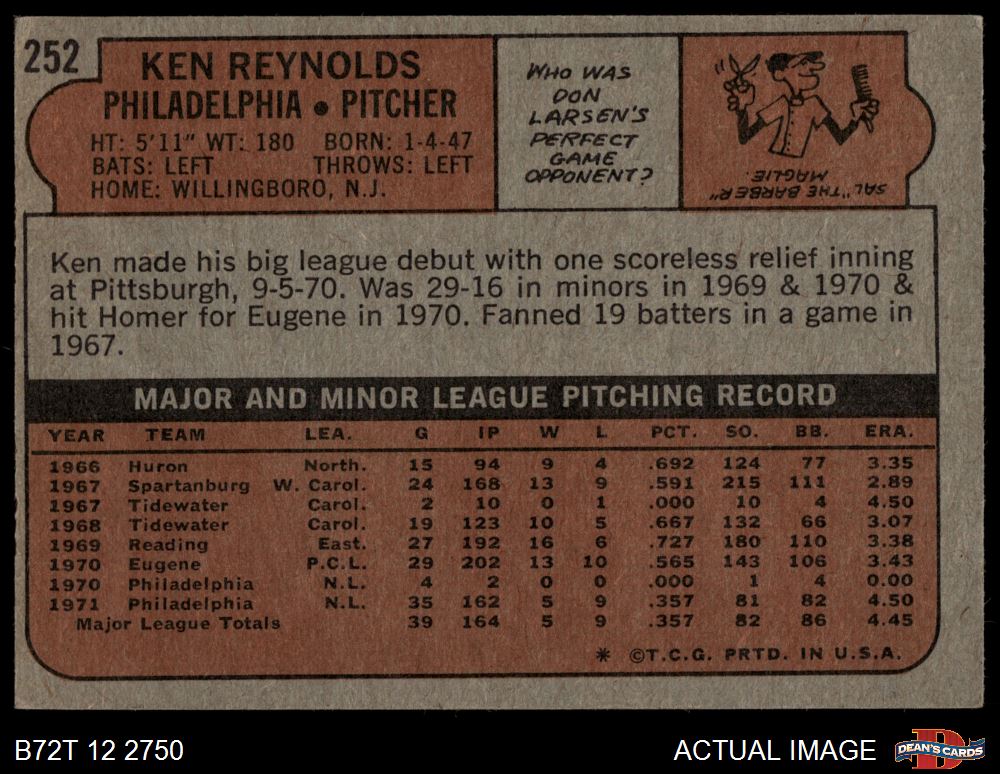 252
KEN REYNOLDS
PHILADELPHIA • PITCHER
HT: 5'11" WT: 180 BORN: 1-4-47
BATS: LEFT THROWS: LEFT
HOME: WILLINGBORO, N.J.
WHO WAS
DON
LARSEN'S
PERFECT
GAME
OPPONENT?
SAL "THE BARBER"
MAGLIE.
Ken made his big league debut with one scoreless relief inning
at Pittsburgh, 9-5-70. Was 29-16 in minors in 1969 & 1970 &
hit Homer for Eugene in 1970. Fanned 19 batters in a game in
1967.
MAJOR AND MINOR LEAGUE PITCHING RECORD
YEAR TEAM LEA. G IP W L PCT. SO. BB. ERA.
1966 Huron North. 15 94 9 4 .692 124 77 3.35
1967 Spartanburg W. Carol. 24 168 13 9 .591 215 111 2.89
1967 Tidewater Carol. 2 10 0 1 .000 10 4 4.50
1968 Tidewater Carol. 19 123 10 5 .667 132 66 3.07
1969 Reading East. 27 192 16 6 .727 180 110 3.38
1970 Eugene P.C.L. 29 202 13 10 .565 143 106 3.43
1970 Philadelphia N.L. 4 2 0 0 .000 1 4 0.00
1971 Philadelphia N.L. 35 162 5 9 .357 81 82 4.50
Major League Totals 39 164 5 9 .357 82 86 4.45
* ©T.C.G. PRTD. IN U.S.A.
B72T 12 2750
ACTUAL IMAGE
D
DEAN'S CARDS